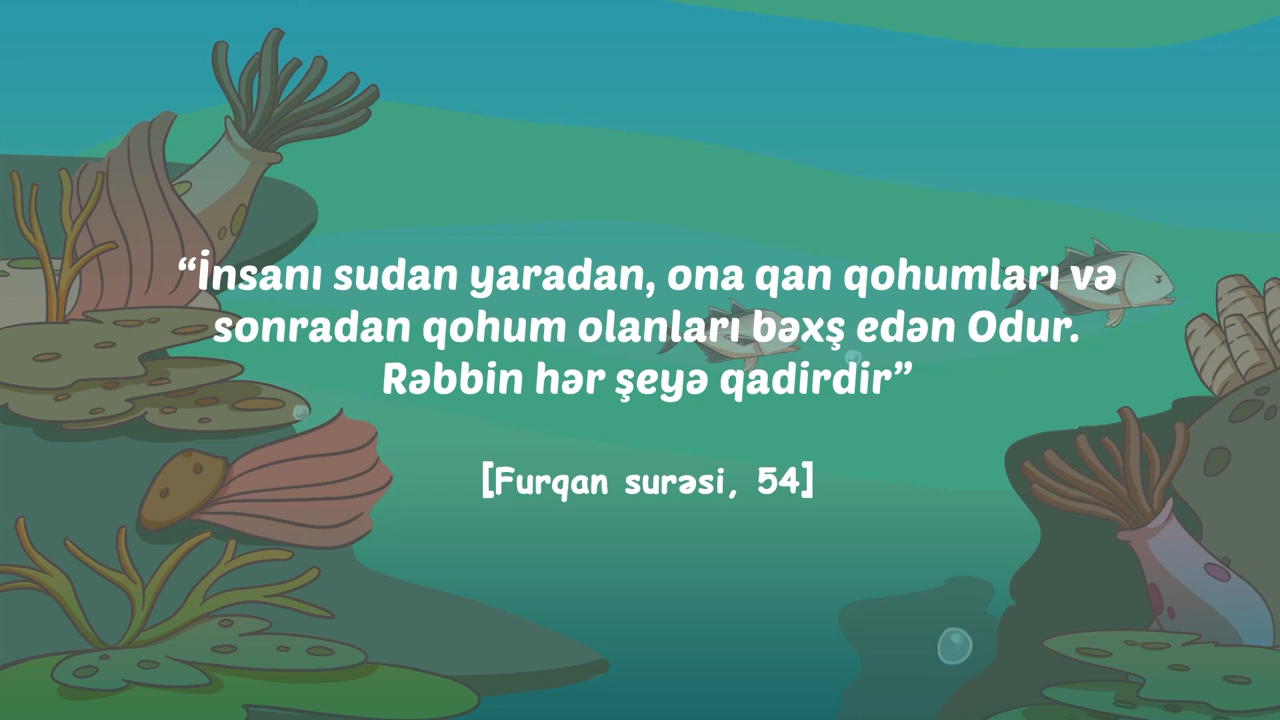 “İnsanı sudan yaradan, ona qan qohumları və
sonradan qohum olanları bəxş edən Odur.
Rəbbin hər şeyə qadirdir”
[Furqan surəsi, 54]